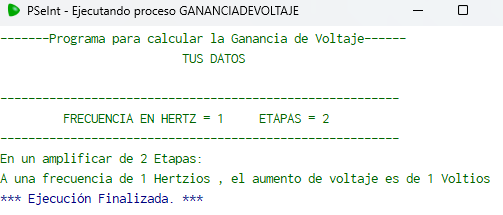 PSeInt - Ejecutando proceso GANANCIADEVOLTAJE
-------Programa para calcular la Ganancia de Voltaje------
TUS DATOS
---------------------------------------------------------
FRECUENCIA EN HERTZ = 1     ETAPAS = 2
---------------------------------------------------------
En un amplificar de 2 Etapas:
A una frecuencia de 1 Hertzios , el aumento de voltaje es de 1 Voltios
*** Ejecución Finalizada. ***